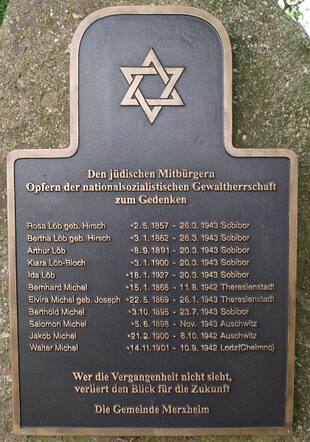 Den jüdischen Mitbürgern
Opfern der nationalsozialistischen Gewaltherrschaft
zum Gedenken
Rosa Löb geb. Hirsch *2.5.1857 - 26.3.1943 Sobibor
Bertha Löb geb. Hirsch *3.1.1862 - 26.3.1943 Sobibor
Arthur Löb *8.9.1891 - 20.3.1943 Sobibor
Klara Löb-Bloch *3.1.1900 - 20.3.1943 Sobibor
Ida Löb *18.1.1927 - 20.3.1943 Sobibor
Bernhard Michel *15.1.1866 - 11.8.1942 Theresienstadt
Elvira Michel geb. Joseph *22.5.1869 - 26.1.1943 Theresienstadt
Berthold Michel *3.10.1895 - 23.7.1943 Sobibor
Salomon Michel *5.6.1898 - Nov. 1943 Auschwitz
Jakob Michel *21.2.1900 - 8.10.1942 Auschwitz
Walter Michel *14.11.1901 - 10.9.1942 Lodz(Chelmno)
Wer die Vergangenheit nicht sieht,
verliert den Blick für die Zukunft
Die Gemeinde Merxheim